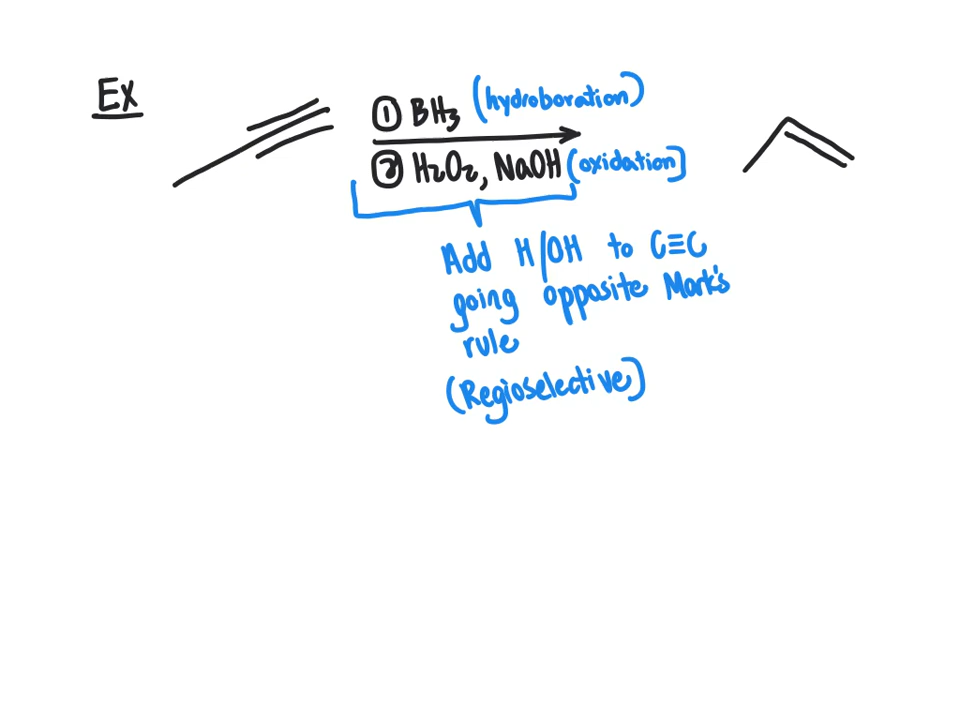 Ex
① BH₃ (hydroboration)
② H₂O₂, NaOH (oxidation)
Add H/OH to C≡C
going opposite Mark's
rule
(Regioselective)